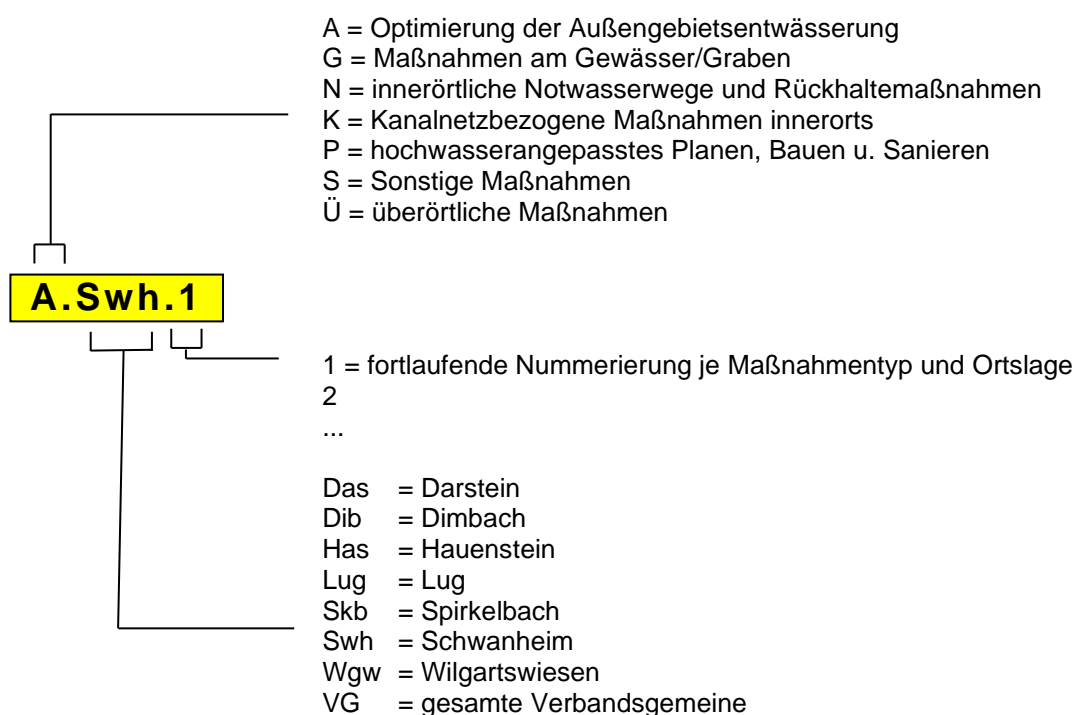 A = Optimierung der Außengebietsentwässerung
G = Maßnahmen am Gewässer/Graben
N = innerörtliche Notwasserwege und Rückhaltemaßnahmen
K = Kanalnetzbezogene Maßnahmen innerorts
P = hochwasserangepasstes Planen, Bauen u. Sanieren
S = Sonstige Maßnahmen
Ü = überörtliche Maßnahmen
A.Swh.1
1 = fortlaufende Nummerierung je Maßnahmentyp und Ortslage
2
...
Das = Darstein
Dib = Dimbach
Has = Hauenstein
Lug = Lug
Skb = Spirkelbach
Swh = Schwanheim
Wgw = Wilgartswiesen
VG = gesamte Verbandsgemeine